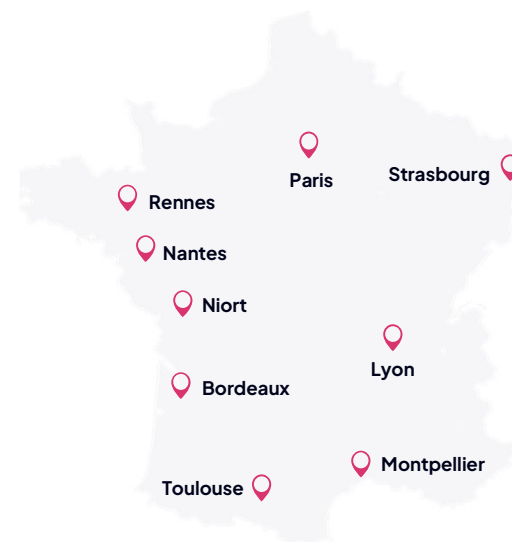 Paris
Strasbourg
Rennes
Nantes
Niort
Lyon
Bordeaux
Montpellier
Toulouse